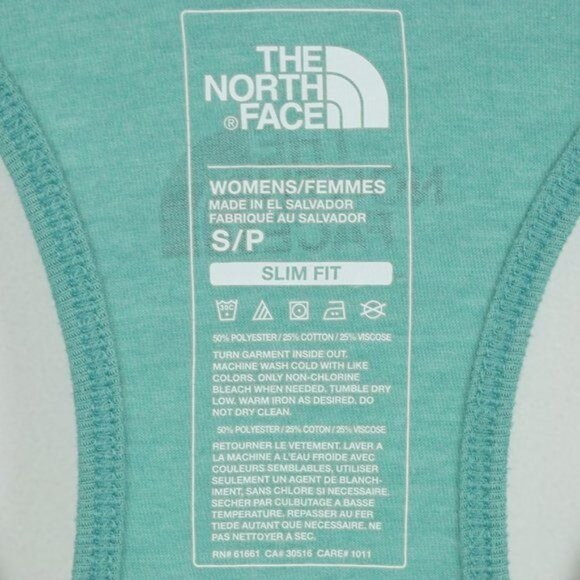 THE
NORTH
® FACE
WOMENS/FEMMES
MADE IN EL SALVADOR
FABRIQUÉ AU SALVADOR
S/P
SLIM FIT
30C
50% POLYESTER / 25% COTTON / 25% VISCOSE
TURN GARMENT INSIDE OUT.
MACHINE WASH COLD WITH LIKE
COLORS. ONLY NON-CHLORINE
BLEACH WHEN NEEDED. TUMBLE DRY
LOW. WARM IRON AS DESIRED. DO
NOT DRY CLEAN.
50% POLYESTER / 25% COTTON / 25% VISCOSE
RETOURNER LE VETEMENT. LAVER A
LA MACHINE A L'EAU FROIDE AVEC
COULEURS SEMBLABLES, UTILISER
SEULEMENT UN AGENT DE BLANCH-
IMENT, SANS CHLORE SI NECESSAIRE.
SECHER PAR CULBUTAGE A BASSE
TEMPERATURE. REPASSER AU FER
TIEDE AUTANT QUE NECESSAIRE. NE
PAS NETTOYER A SEC.
RN# 61661 CA# 30516 CARE# 1011